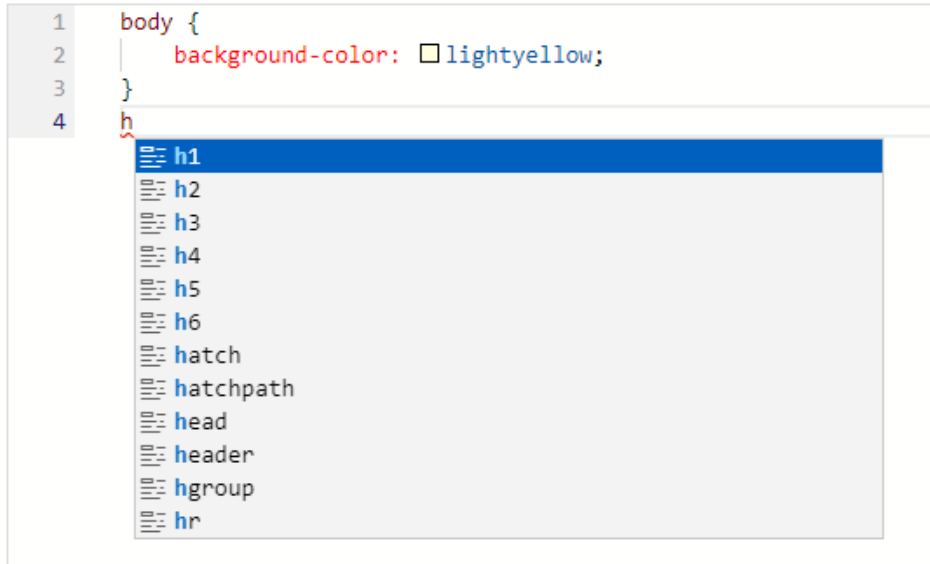 1 body {
2 background-color: lightyellow;
3 }
4 h
h1
h2
h3
h4
h5
h6
hatch
hatchpath
head
header
hgroup
hr